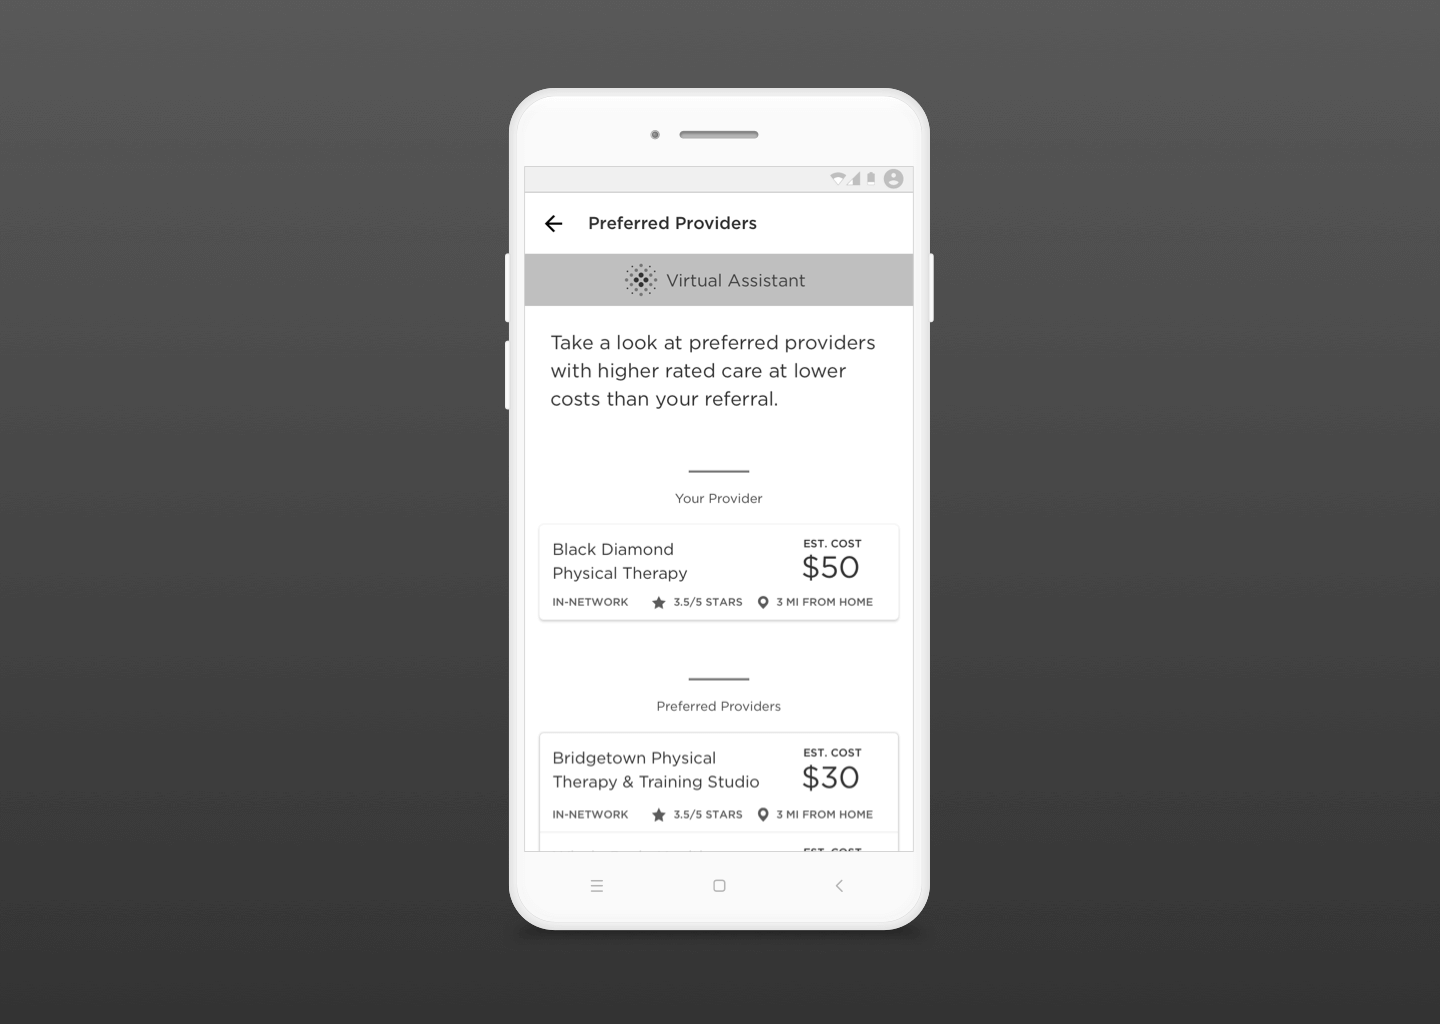 Preferred Providers
Virtual Assistant
Take a look at preferred providers
with higher rated care at lower
costs than your referral.
Your Provider
Black Diamond
Physical Therapy
EST. COST
$50
IN-NETWORK 3.5/5 STARS 3 MI FROM HOME
Preferred Providers
Bridgetown Physical
Therapy & Training Studio
EST. COST
$30
IN-NETWORK 3.5/5 STARS 3 MI FROM HOME
EST. COST